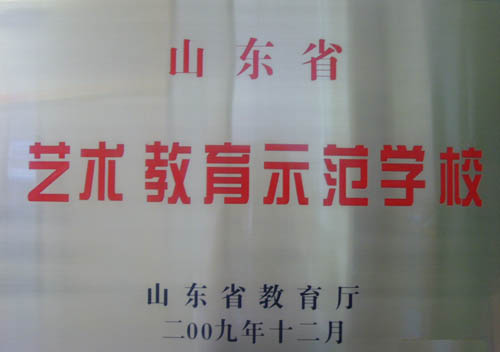 山东省
艺术教育示范学校
山东省教育厅
二00九年十二月